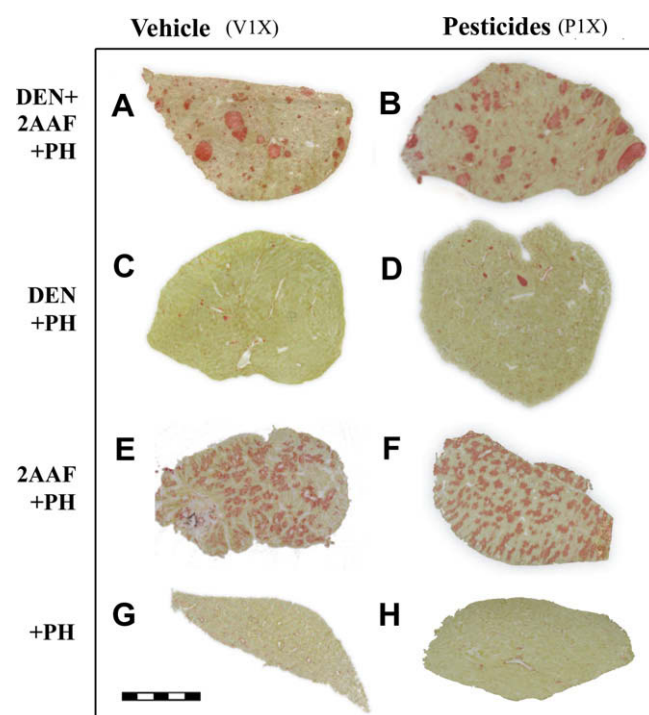 Vehicle (V1X)
Pesticides (P1X)
DEN+
2AAF
+PH
A
B
DEN
+PH
C
D
2AAF
+PH
E
F
+PH
G
H